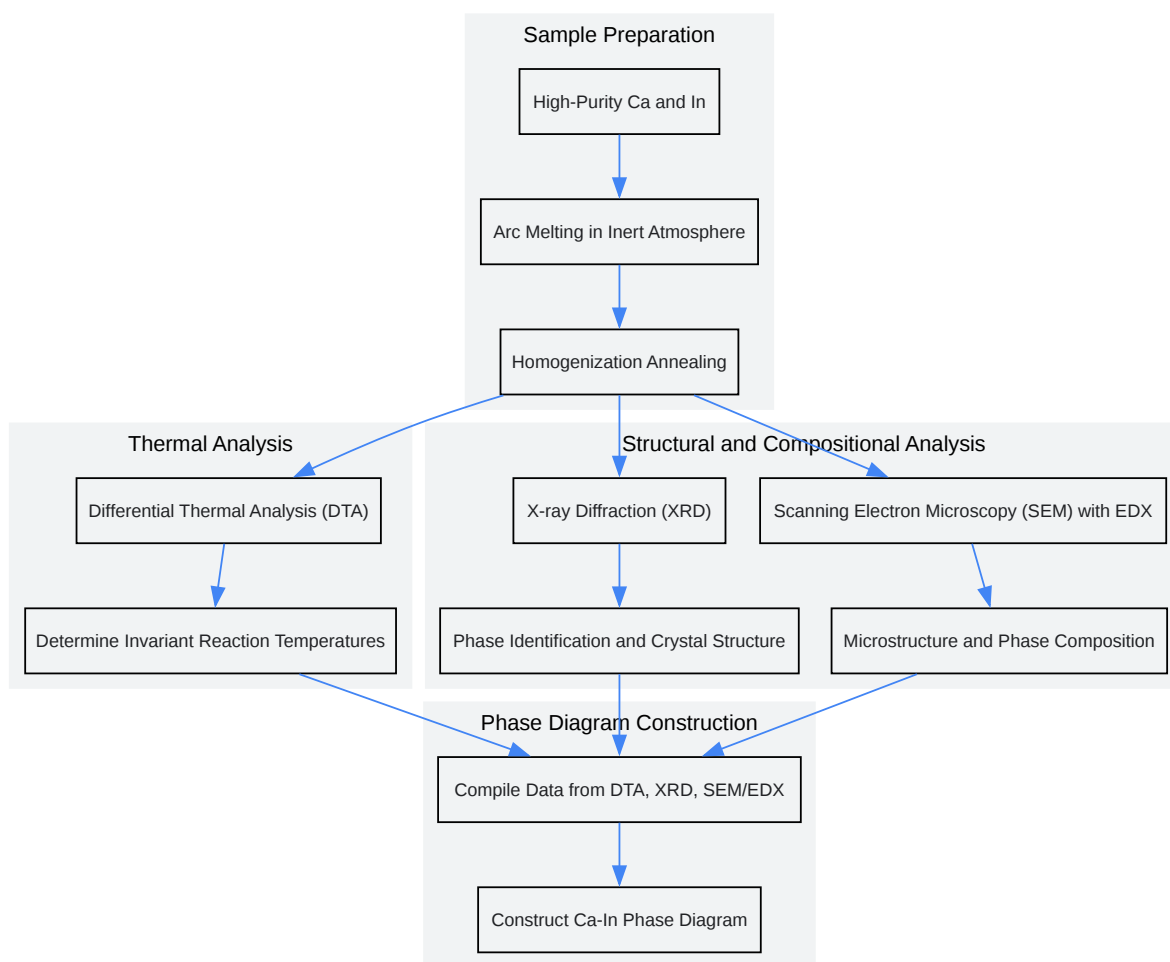 Sample Preparation
High-Purity Ca and In
Arc Melting in Inert Atmosphere
Homogenization Annealing
Thermal Analysis
Structural and Compositional Analysis
Differential Thermal Analysis (DTA)
X-ray Diffraction (XRD)
Scanning Electron Microscopy (SEM) with EDX
Determine Invariant Reaction Temperatures
Phase Identification and Crystal Structure
Microstructure and Phase Composition
Phase Diagram Construction
Compile Data from DTA, XRD, SEM/EDX
Construct Ca-In Phase Diagram